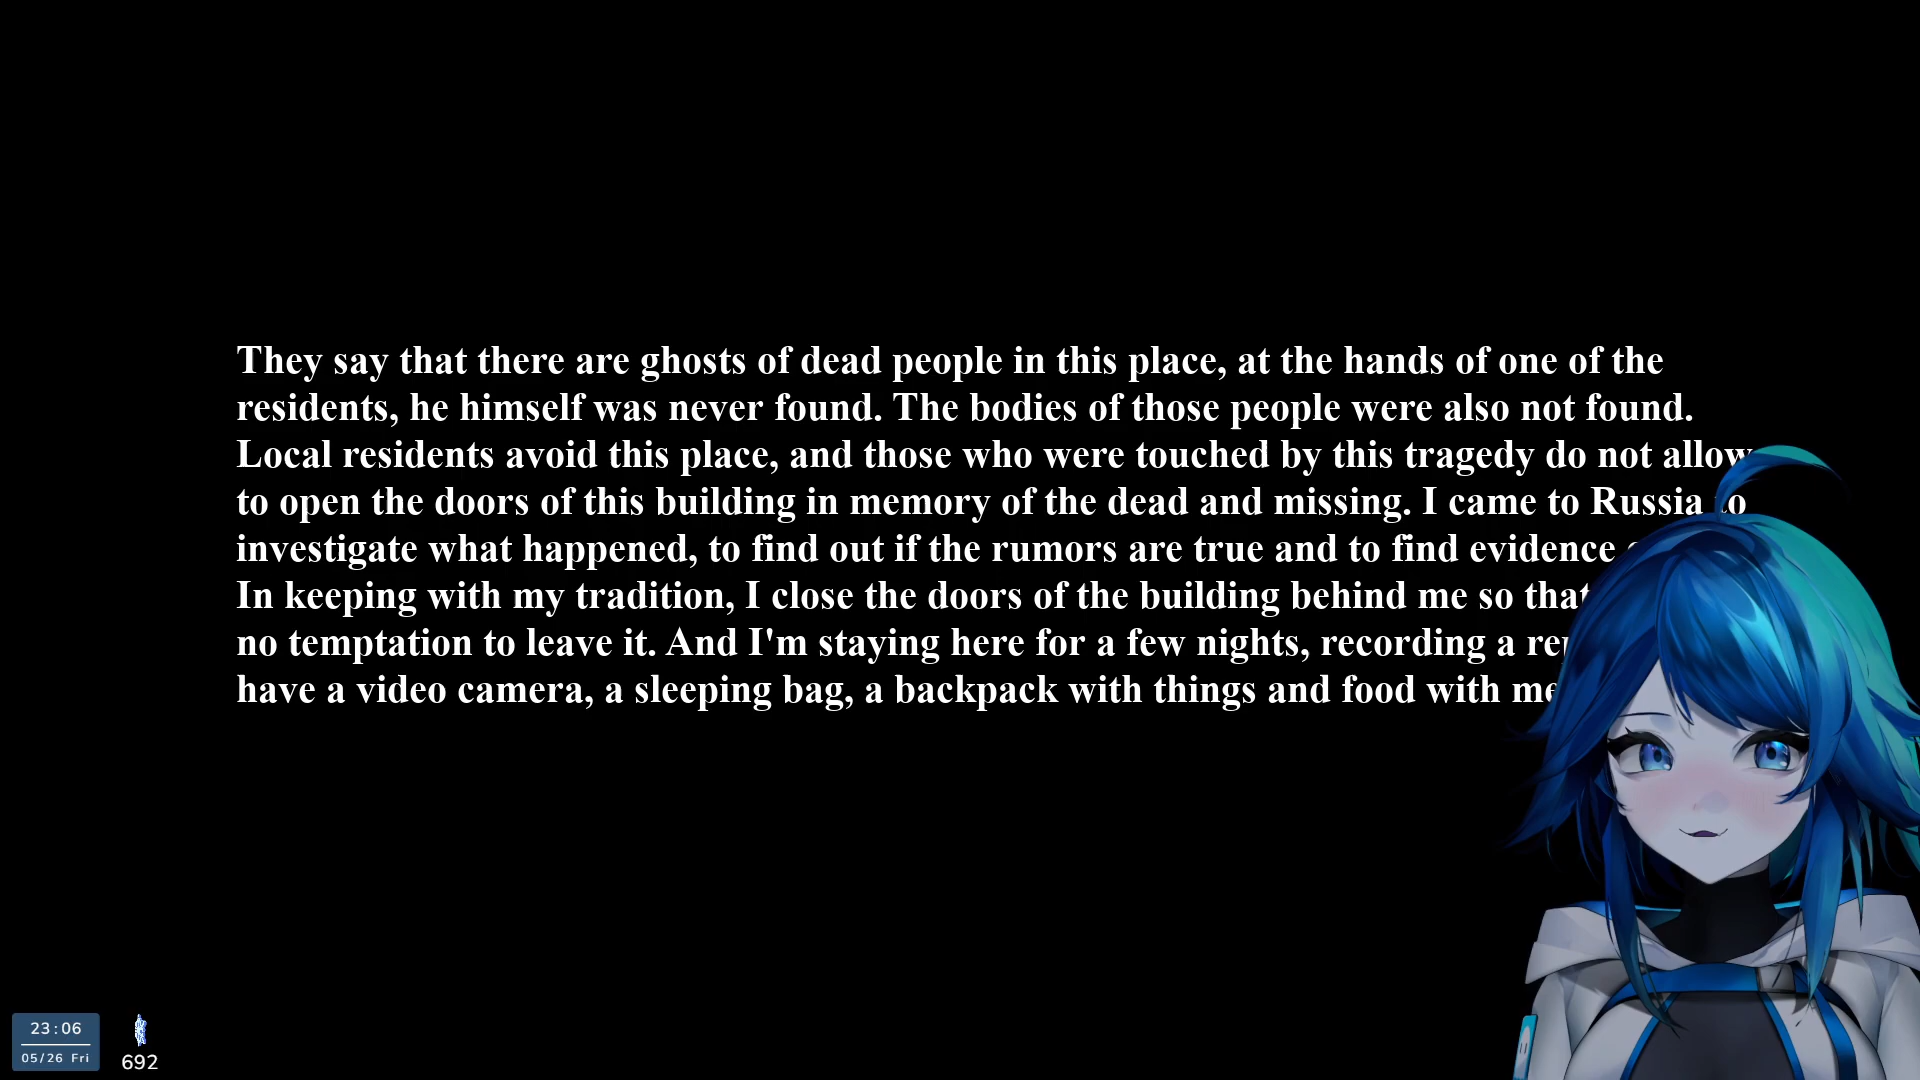 They say that there are ghosts of dead people in this place, at the hands of one of the
residents, he himself was never found. The bodies of those people were also not found.
Local residents avoid this place, and those who were touched by this tragedy do not allow
to open the doors of this building in memory of the dead and missing. I came to Russia to
investigate what happened, to find out if the rumors are true and to find evidence
In keeping with my tradition, I close the doors of the building behind me so that
no temptation to leave it. And I'm staying here for a few nights, recording a
have a video camera, a sleeping bag, a backpack with things and food with me
23:06
05/26 Fri
692